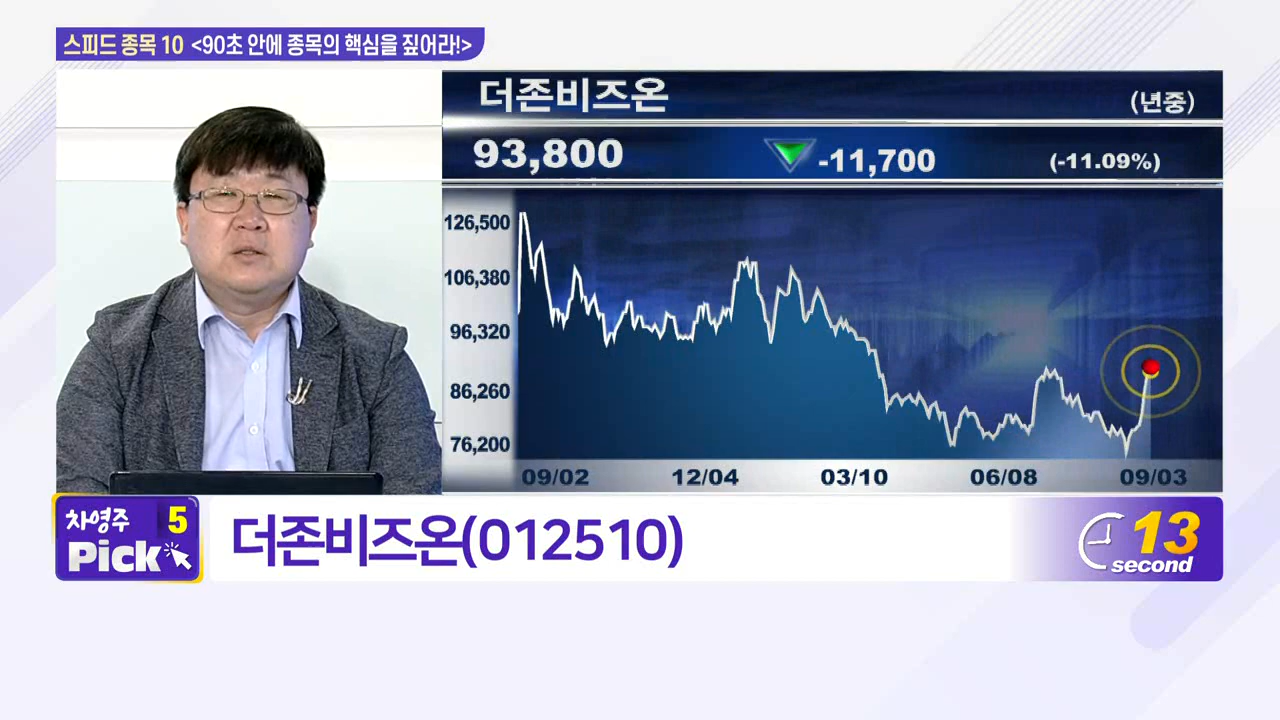 스피드 종목 10 <90초 안에 종목의 핵심을 짚어라!>
더존비즈온
(년중)
93,800 -11,700 (-11.09%)
126,500
106,380
96,320
86,260
76,200
09/02 12/04 03/10 06/08 09/03
차영주 5
Pick
더존비즈온(012510)
13
second